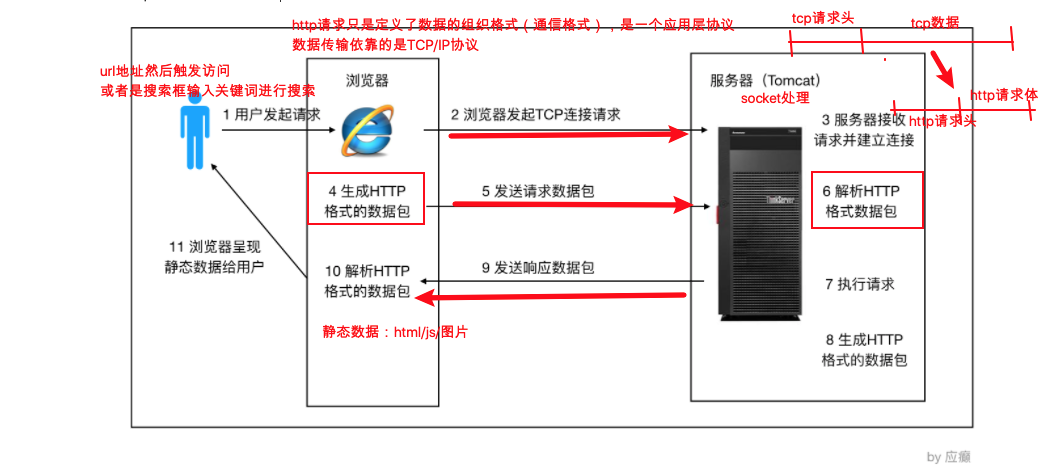 http请求只是定义了数据的组织格式（通信格式），是一个应用层协议
数据传输依靠的是TCP/IP协议
tcp请求头
tcp数据
url地址然后触发访问
或者是搜索框输入关键词进行搜索
浏览器
服务器（Tomcat）
socket处理
http请求体
http请求头
1 用户发起请求
2 浏览器发起TCP连接请求
3 服务器接收
请求并建立连接
4 生成HTTP
格式的数据包
5 发送请求数据包
6 解析HTTP
格式数据包
7 执行请求
8 生成HTTP
格式的数据包
9 发送响应数据包
10 解析HTTP
格式的数据包
11 浏览器呈现
静态数据给用户
静态数据：html/js/图片
by 应癫